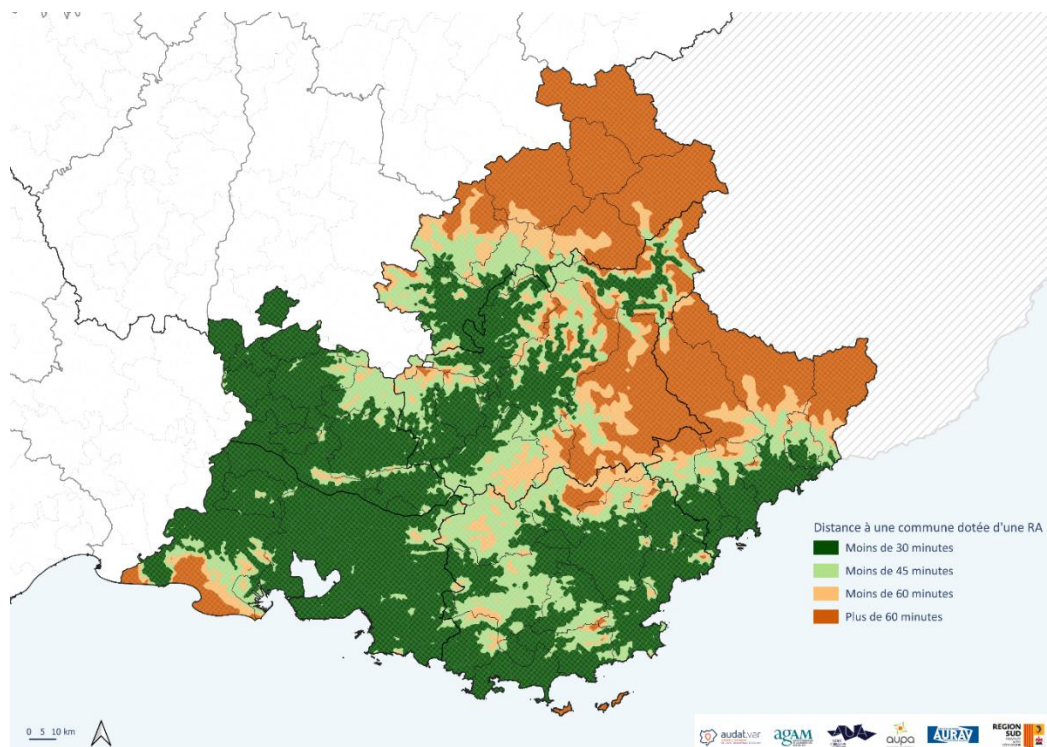 Distance à une commune dotée d'une RA
Moins de 30 minutes
Moins de 45 minutes
Moins de 60 minutes
Plus de 60 minutes
0 5 10 km
audat.var
agam
aupa
AURAV
REGION
SUD